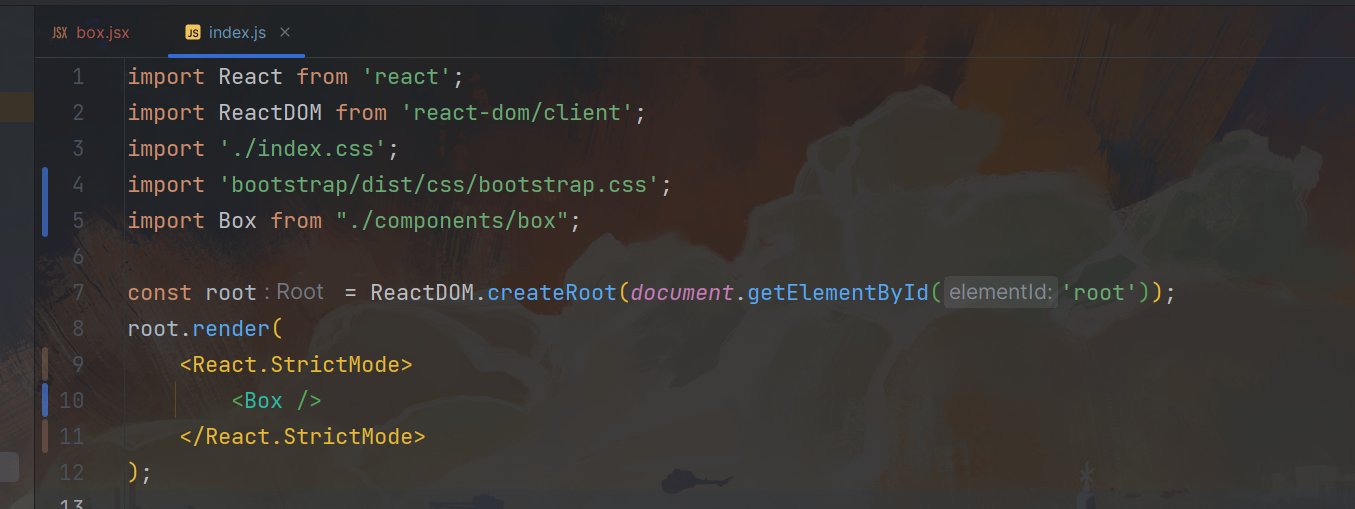 JSX box.jsx JS index.js ×
1 import React from 'react';
2 import ReactDOM from 'react-dom/client';
3 import './index.css';
4 import 'bootstrap/dist/css/bootstrap.css';
5 import Box from "./components/box";
6
7 const root : Root = ReactDOM.createRoot(document.getElementById( elementId: 'root'));
8 root.render(
9 <React.StrictMode>
10 <Box />
11 </React.StrictMode>
12 );
13